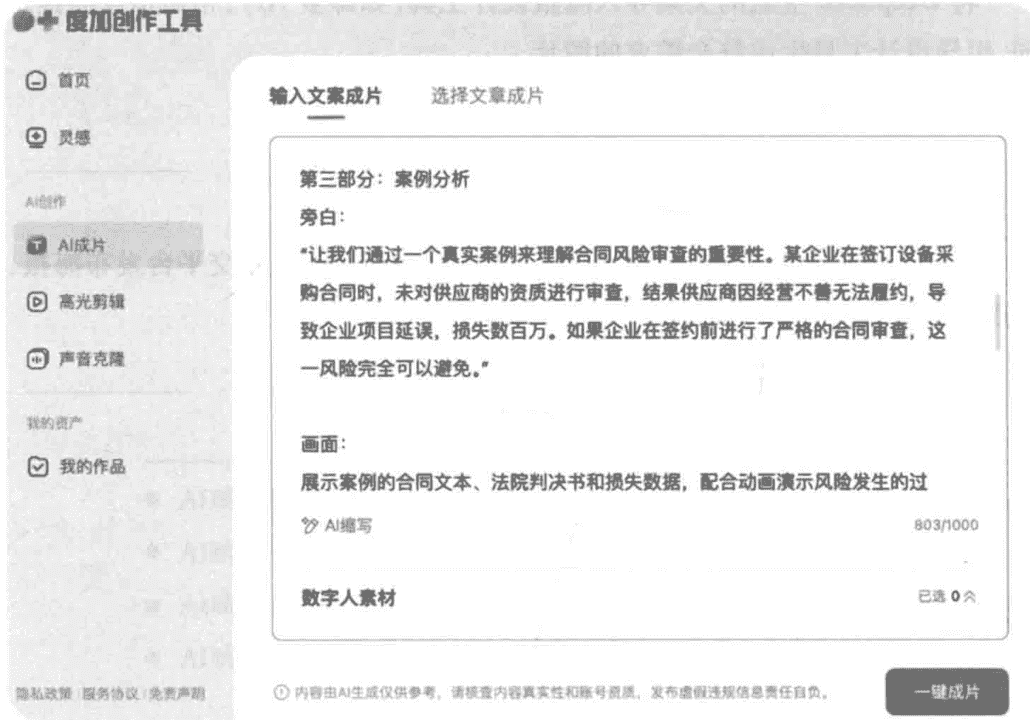 度加创作工具
首页
灵感
AI创作
AI成片
高光剪辑
声音克隆
我的资产
我的作品
隐私政策 服务协议 免责声明
输入文案成片 选择文章成片
第三部分：案例分析
旁白：
“让我们通过一个真实案例来理解合同风险审查的重要性。某企业在签订设备采
购合同时，未对供应商的资质进行审查，结果供应商因经营不善无法履约，导
致企业项目延误，损失数百万。如果企业在签约前进行了严格的合同审查，这
一风险完全可以避免。”
画面：
展示案例的合同文本、法院判决书和损失数据，配合动画演示风险发生的过
AI缩写 803/1000
数字人素材 已选 0
内容由AI生成仅供参考，请核查内容真实性和账号资质，发布虚假违规信息责任自负。
一键成片